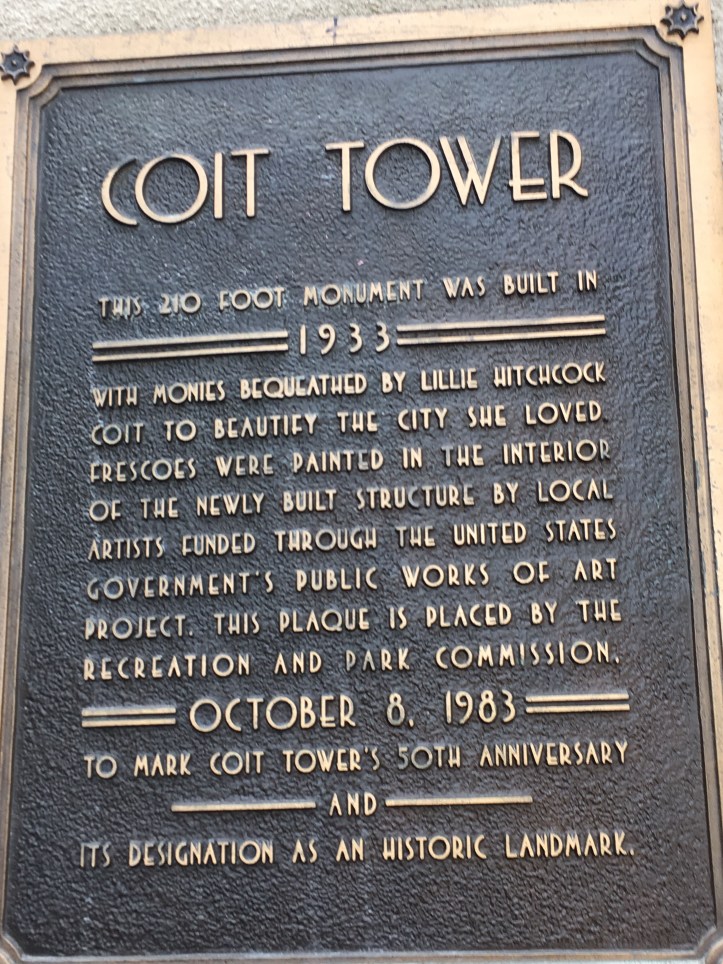 COIT TOWER
THIS 210 FOOT MONUMENT WAS BUILT IN
1933
WITH MONIES BEQUEATHED BY LILLIE HITCHCOCK
COIT TO BEAUTIFY THE CITY SHE LOVED.
FRESCOES WERE PAINTED IN THE INTERIOR
OF THE NEWLY BUILT STRUCTURE BY LOCAL
ARTISTS FUNDED THROUGH THE UNITED STATES
GOVERNMENT'S PUBLIC WORKS OF ART
PROJECT. THIS PLAQUE IS PLACED BY THE
RECREATION AND PARK COMMISSION,
OCTOBER 8, 1983
TO MARK COIT TOWER'S 50TH ANNIVERSARY
AND
ITS DESIGNATION AS AN HISTORIC LANDMARK.